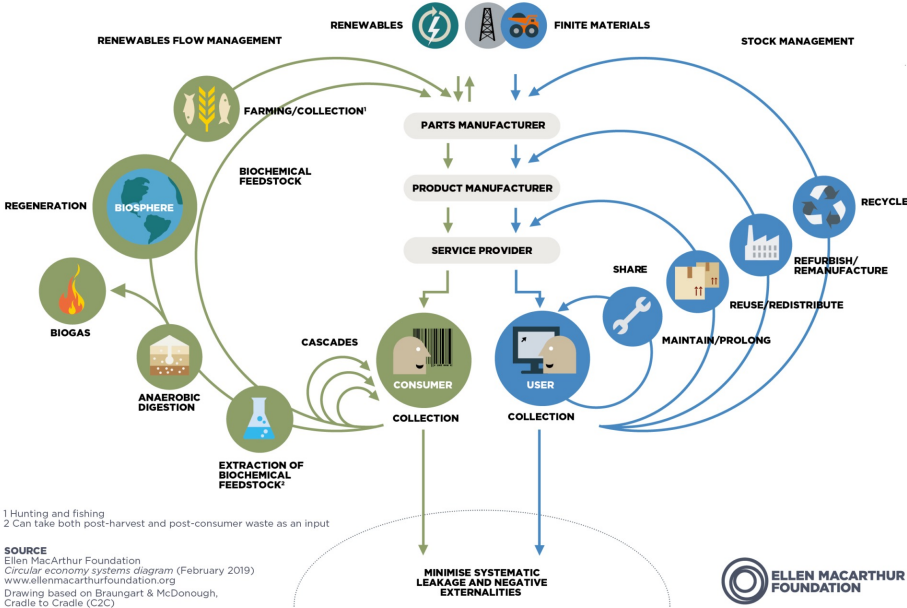 RENEWABLES
FINITE MATERIALS
RENEWABLES FLOW MANAGEMENT
STOCK MANAGEMENT
FARMING/COLLECTION¹
PARTS MANUFACTURER
BIOCHEMICAL
FEEDSTOCK
PRODUCT MANUFACTURER
REGENERATION
BIOSPHERE
RECYCLE
SERVICE PROVIDER
SHARE
REFURBISH/
REMANUFACTURE
REUSE/REDISTRIBUTE
BIOGAS
MAINTAIN/PROLONG
CASCADES
CONSUMER
USER
ANAEROBIC
DIGESTION
COLLECTION
COLLECTION
EXTRACTION OF
BIOCHEMICAL
FEEDSTOCK²
1 Hunting and fishing
2 Can take both post-harvest and post-consumer waste as an input
SOURCE
Ellen MacArthur Foundation
Circular economy systems diagram (February 2019)
www.ellenmacarthurfoundation.org
Drawing based on Braungart & McDonough,
Cradle to Cradle (C2C)
MINIMISE SYSTEMATIC
LEAKAGE AND NEGATIVE
EXTERNALITIES
ELLEN MACARTHUR
FOUNDATION